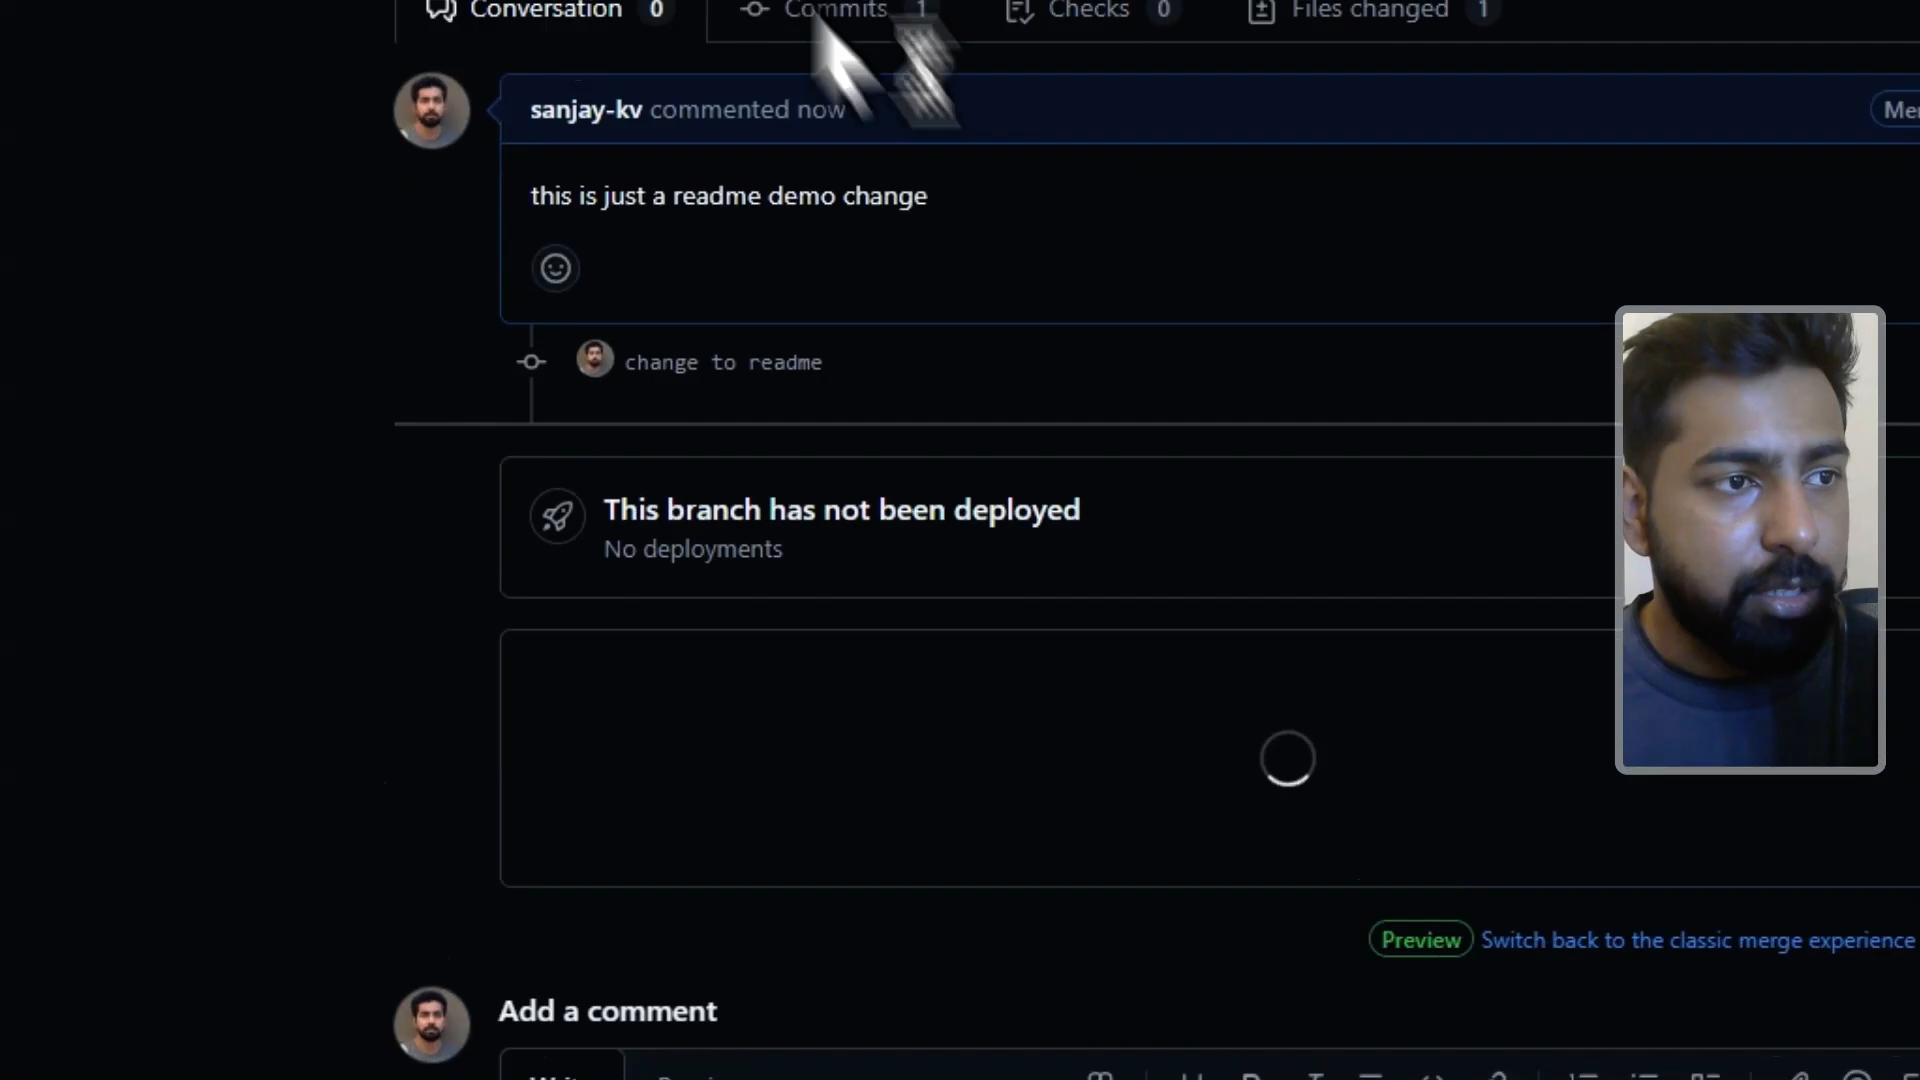 Conversation 0 Commits 1 Checks 0 Files changed 1
sanjay-kv commented now
this is just a readme demo change
change to readme
This branch has not been deployed
No deployments
Preview Switch back to the classic merge experience
Add a comment